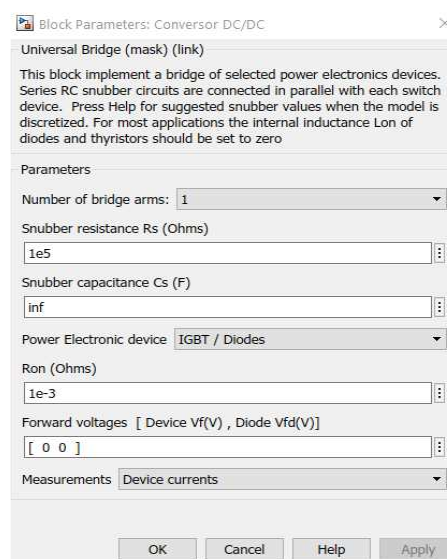 Block Parameters: Conversor DC/DC
Universal Bridge (mask) (link)
This block implement a bridge of selected power electronics devices.
Series RC snubber circuits are connected in parallel with each switch
device. Press Help for suggested snubber values when the model is
discretized. For most applications the internal inductance Lon of
diodes and thyristors should be set to zero
Parameters
Number of bridge arms: 1
Snubber resistance Rs (Ohms)
1e5
Snubber capacitance Cs (F)
inf
Power Electronic device IGBT / Diodes
Ron (Ohms)
1e-3
Forward voltages [ Device Vf(V) , Diode Vfd(V)]
[ 0 0 ]
Measurements Device currents
OK Cancel Help Apply